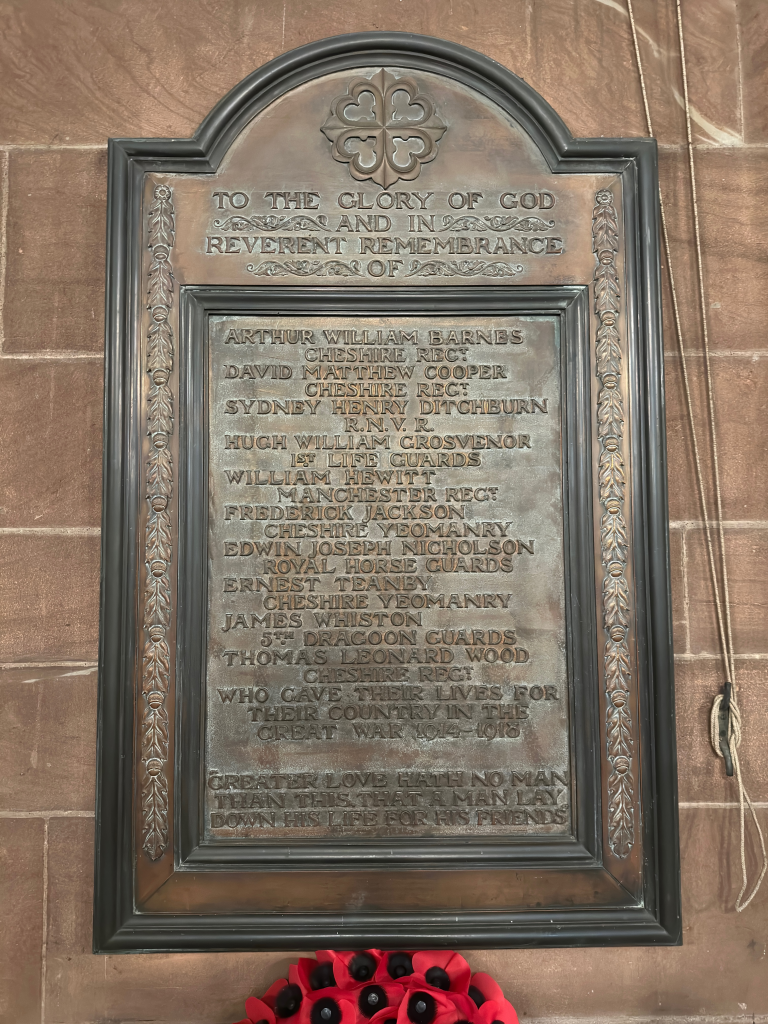 TO THE GLORY OF GOD
AND IN
REVERENT REMEMBRANCE
OF
ARTHUR WILLIAM BARNES
CHESHIRE REGT
DAVID MATTHEW COOPER
CHESHIRE REGT
SYDNEY HENRY DITCHBURN
R.N.V.R.
HUGH WILLIAM GROSVENOR
1ST LIFE GUARDS
WILLIAM HEWITT
MANCHESTER REGT
FREDERICK JACKSON
CHESHIRE YEOMANRY
EDWIN JOSEPH NICHOLSON
ROYAL HORSE GUARDS
ERNEST TEANBY
CHESHIRE YEOMANRY
JAMES WHISTON
5TH DRAGOON GUARDS
THOMAS LEONARD WOOD
CHESHIRE REGT
WHO GAVE THEIR LIVES FOR
THEIR COUNTRY IN THE
GREAT WAR 1914-1918
GREATER LOVE HATH NO MAN
THAN THIS, THAT A MAN LAY
DOWN HIS LIFE FOR HIS FRIENDS